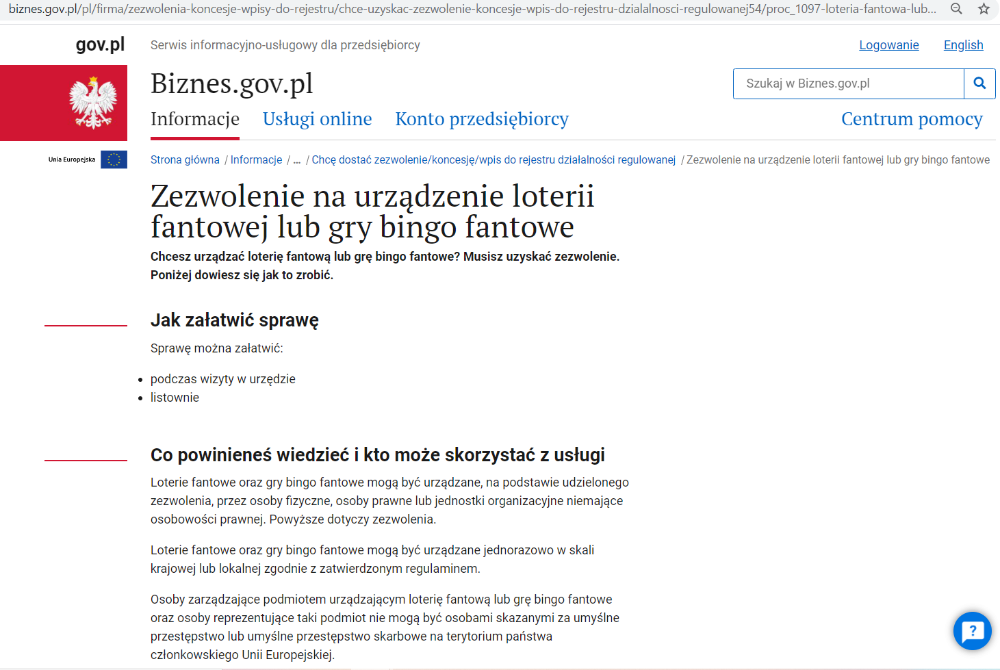 biznes.gov.pl/pl/firma/zezwolenia-koncesje-wpisy-do-rejestru/chce-uzyskac-zezwolenie-koncesje-wpis-do-rejestru-dzialalnosci-regulowanej54/proc_1097-loteria-fantowa-lub...
gov.pl
Serwis informacyjno-usługowy dla przedsiębiorcy
Logowanie
English
Biznes.gov.pl
Szukaj w Biznes.gov.pl
Informacje
Usługi online
Konto przedsiębiorcy
Centrum pomocy
Unia Europejska
Strona główna / Informacje / ... / Chcę dostać zezwolenie/koncesję/wpis do rejestru działalności regulowanej / Zezwolenie na urządzenie loterii fantowej lub gry bingo fantowe
Zezwolenie na urządzenie loterii
fantowej lub gry bingo fantowe
Chcesz urządzać loterię fantową lub grę bingo fantowe? Musisz uzyskać zezwolenie.
Poniżej dowiesz się jak to zrobić.
Jak załatwić sprawę
Sprawę można załatwić:
• podczas wizyty w urzędzie
• listownie
Co powinieneś wiedzieć i kto może skorzystać z usługi
Loterie fantowe oraz gry bingo fantowe mogą być urządzane, na podstawie udzielonego
zezwolenia, przez osoby fizyczne, osoby prawne lub jednostki organizacyjne niemające
osobowości prawnej. Powyższe dotyczy zezwolenia.
Loterie fantowe oraz gry bingo fantowe mogą być urządzane jednorazowo w skali
krajowej lub lokalnej zgodnie z zatwierdzonym regulaminem.
Osoby zarządzające podmiotem urządzającym loterię fantową lub grę bingo fantowe
oraz osoby reprezentujące taki podmiot nie mogą być osobami skazanymi za umyślne
przestępstwo lub umyślne przestępstwo skarbowe na terytorium państwa
członkowskiego Unii Europejskiej.
?